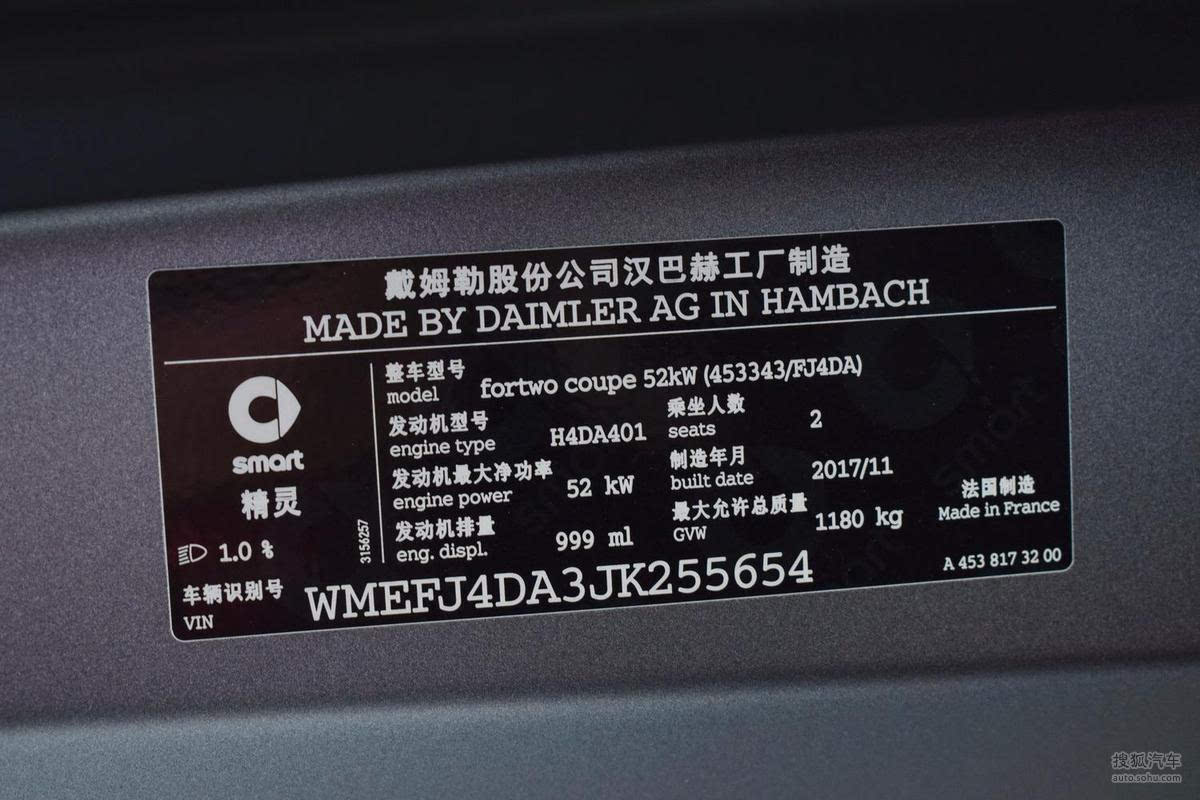 戴姆勒股份公司汉巴赫工厂制造
MADE BY DAIMLER AG IN HAMBACH
smart
精灵
1.0 %
3156257
整车型号
model
fortwo coupe 52kW (453343/FJ4DA)
发动机型号
engine type
H4DA401
乘坐人数
seats
2
发动机最大净功率
engine power
52 kW
制造年月
built date
2017/11
发动机排量
eng. displ.
999 ml
最大允许总质量
GVW
1180 kg
法国制造
Made in France
车辆识别号
VIN
WMEFJ4DA3JK255654
A 453 817 32 00
搜狐汽车
auto.sohu.com